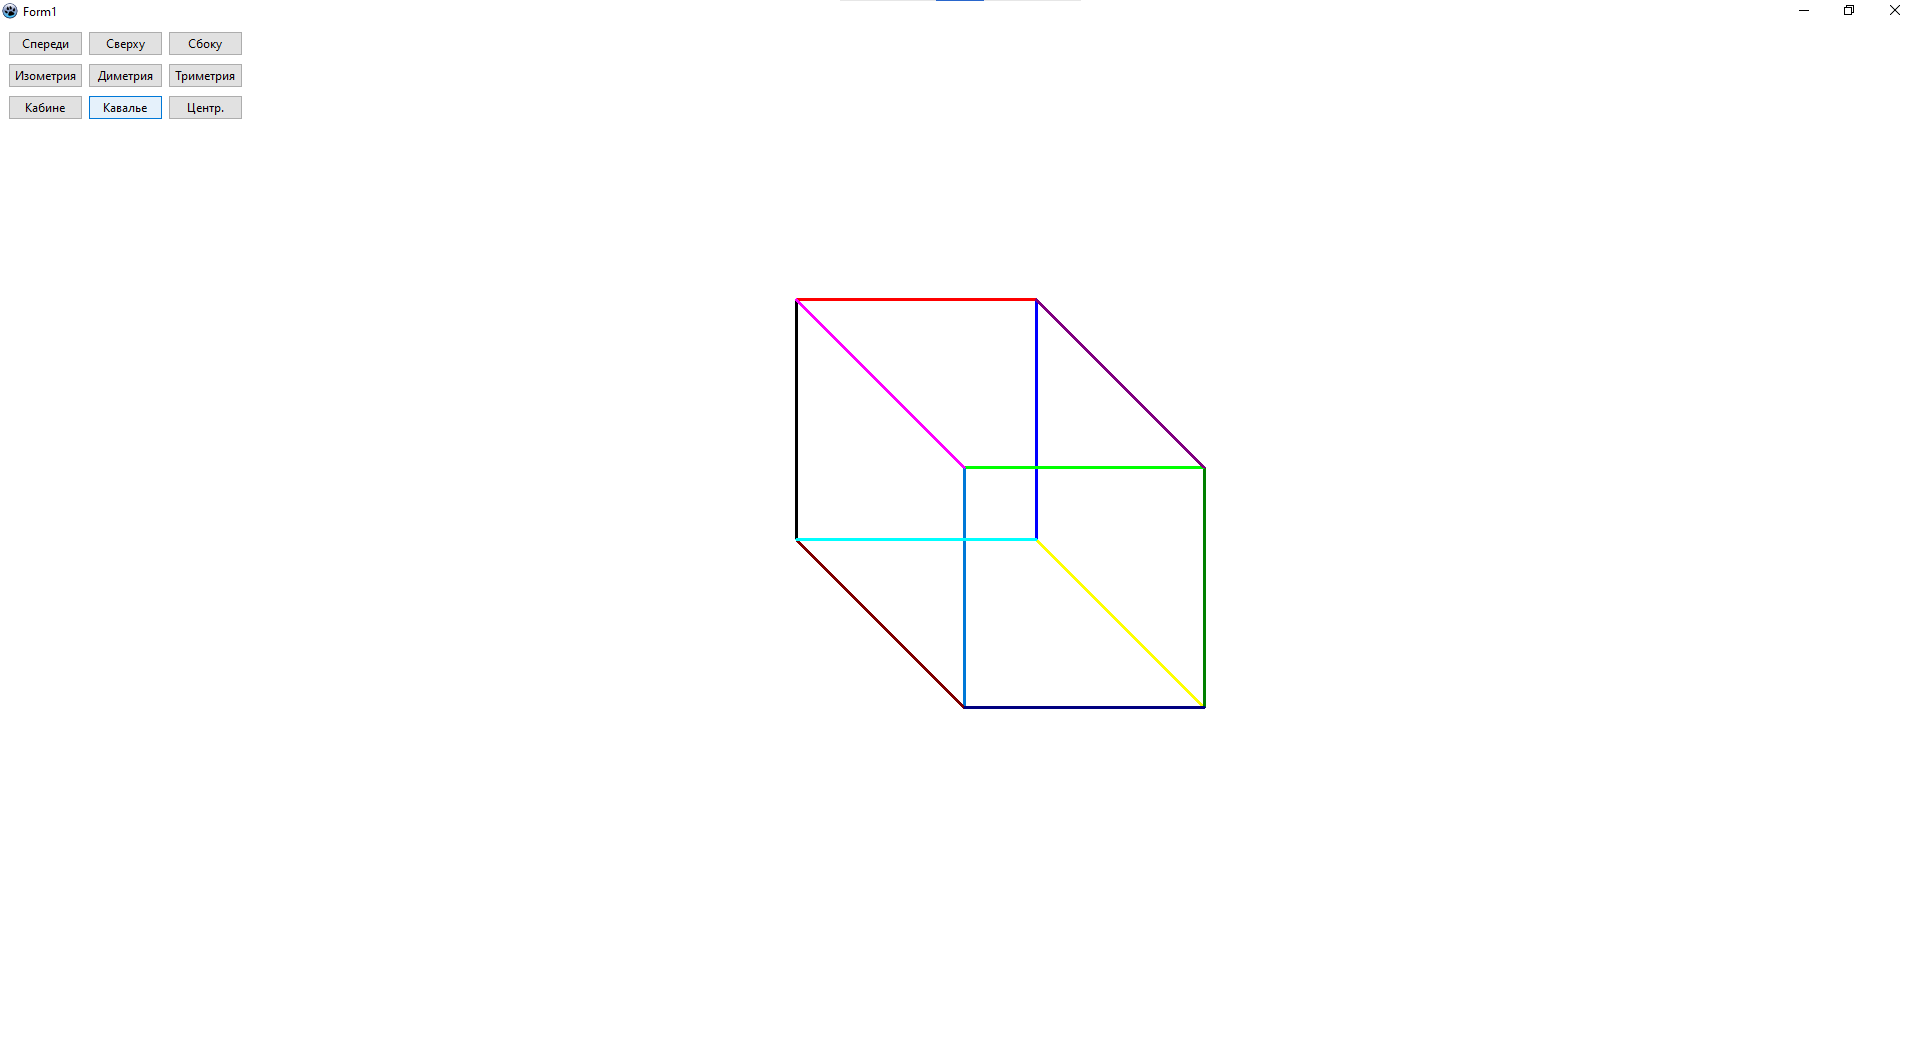 Form1
Спереди Сверху Сбоку
Изометрия Диметрия Триметрия
Кабине Кавалье Центр.